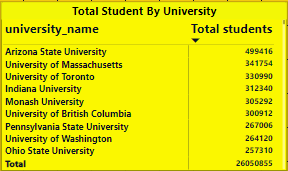 Total Student By University
university_name Total students
Arizona State University 499416
University of Massachusetts 341754
University of Toronto 330990
Indiana University 312340
Monash University 305292
University of British Columbia 300912
Pennsylvania State University 267006
University of Washington 264120
Ohio State University 257310
Total 26050855